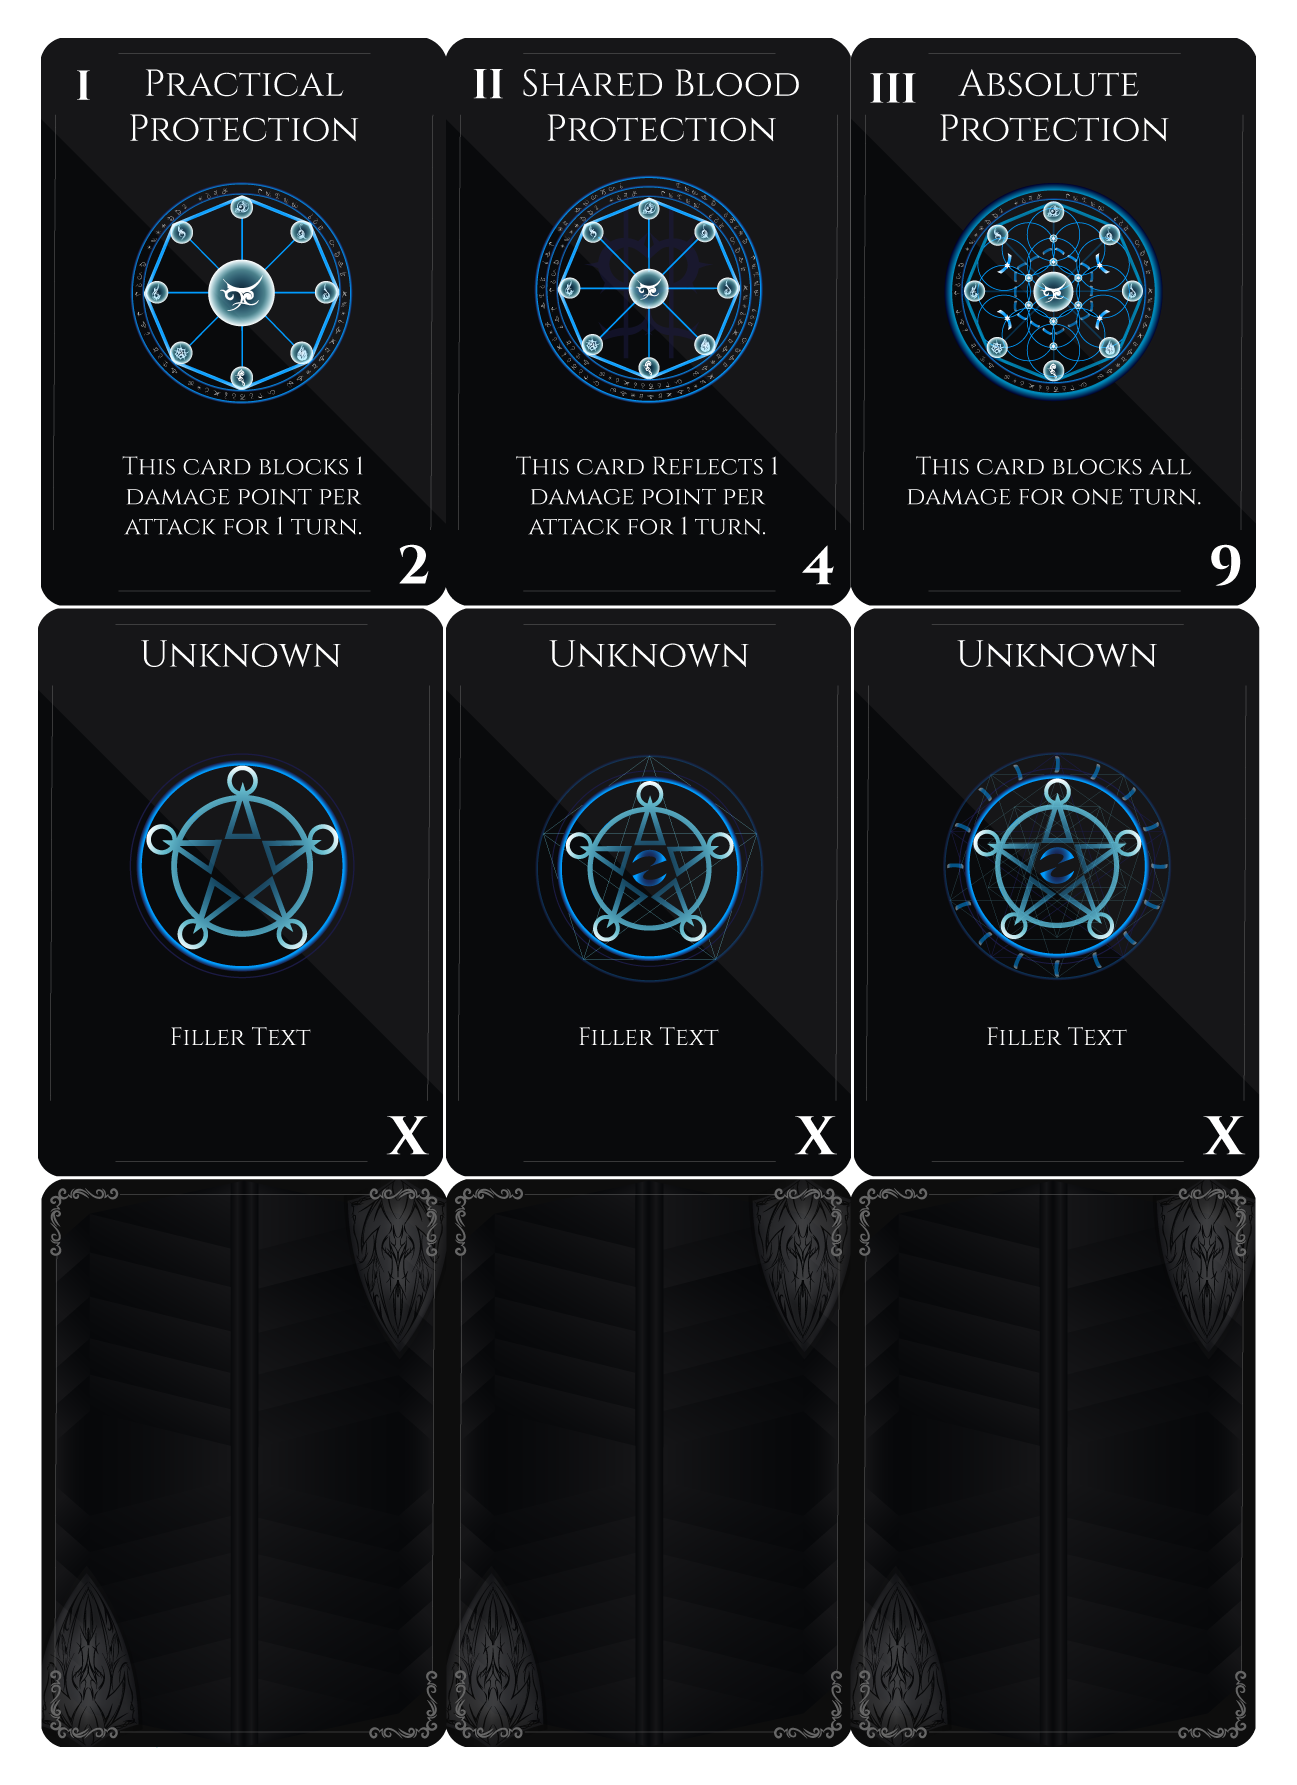 I
Practical
Protection
This card blocks 1
damage point per
attack for 1 turn.
2
II
Shared Blood
Protection
This card Reflects 1
damage point per
attack for 1 turn.
4
III
Absolute
Protection
This card blocks all
damage for one turn.
9
Unknown
Filler Text
X
Unknown
Filler Text
X
Unknown
Filler Text
X